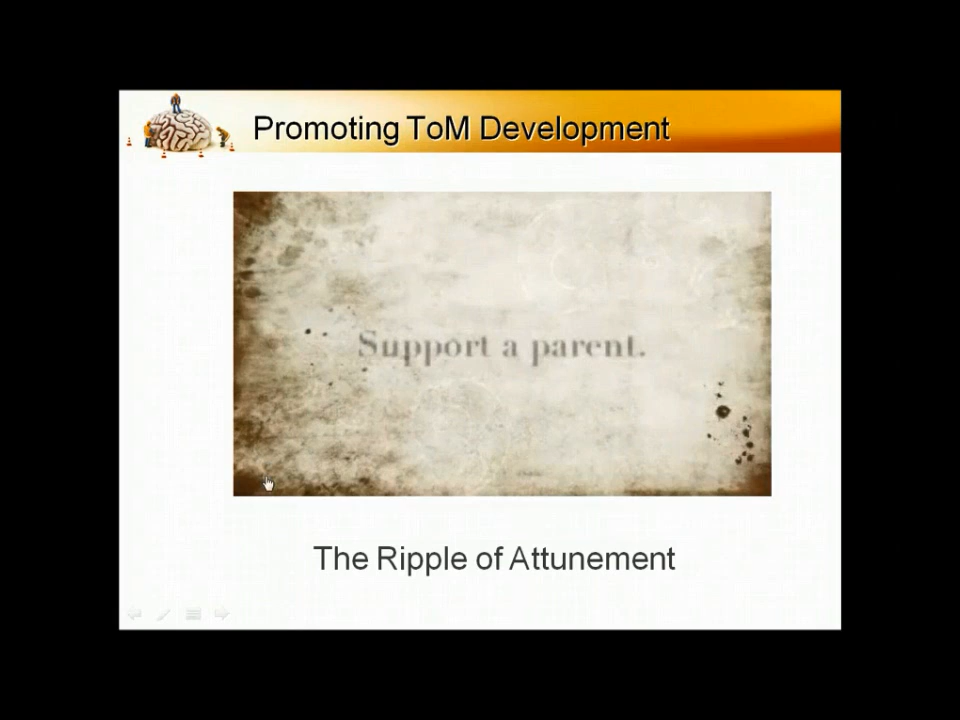 Promoting ToM Development
Support a parent.
The Ripple of Attunement